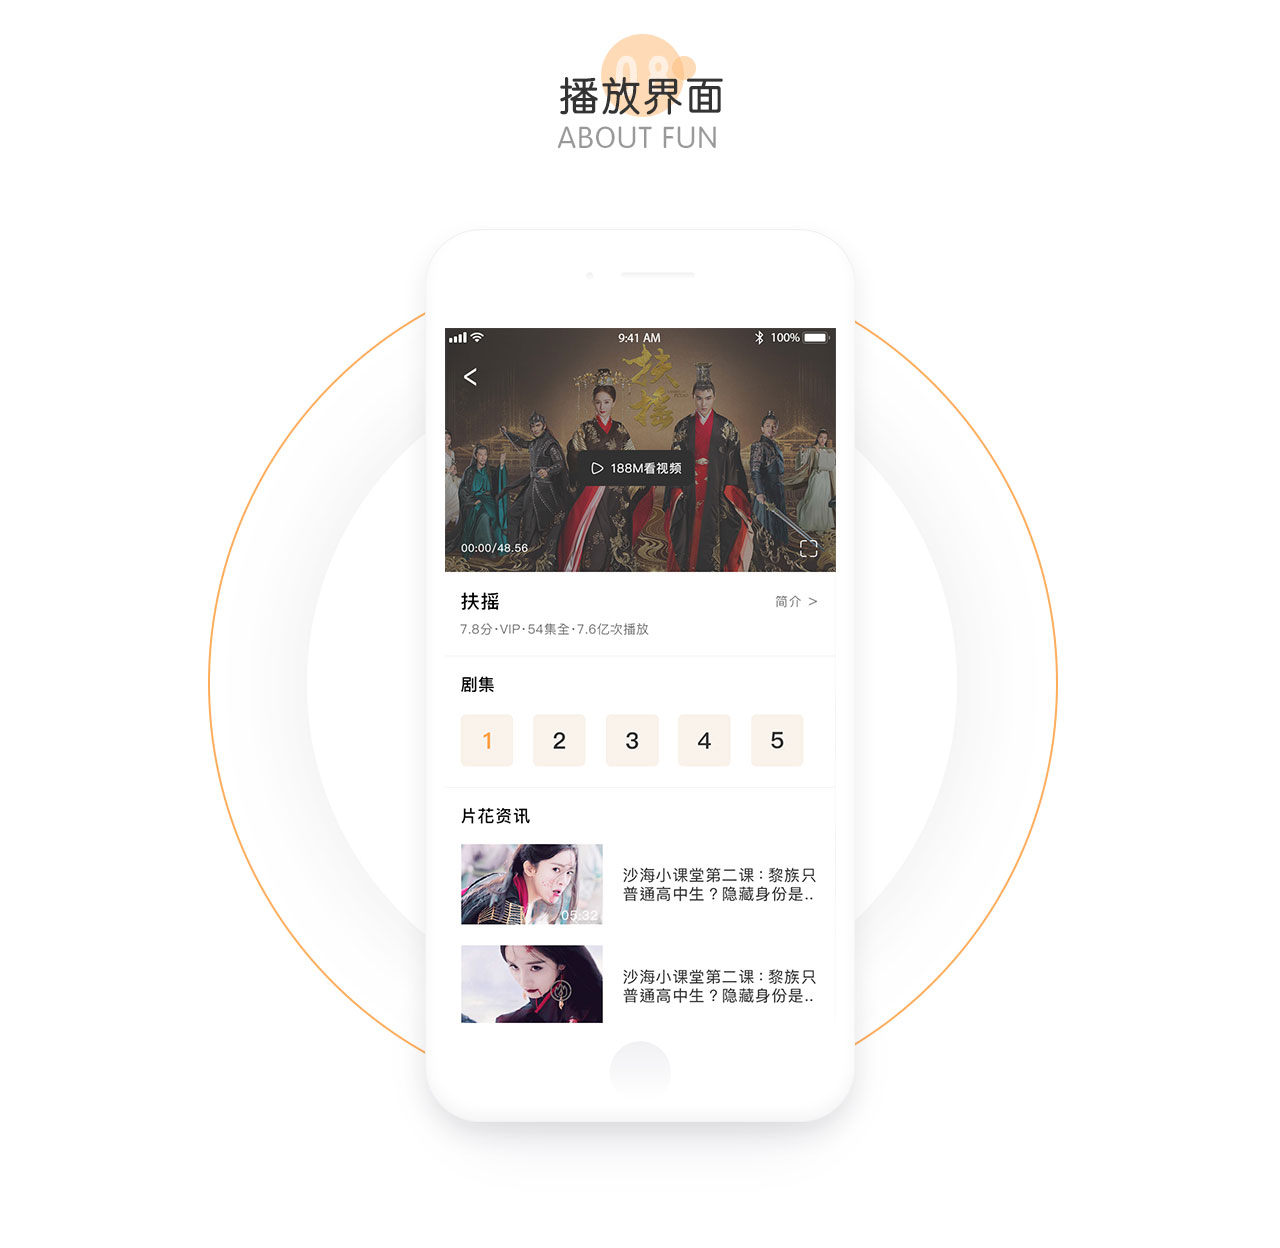 08
播放界面
ABOUT FUN
9:41 AM
100%
扶摇
<
188M看视频
00:00/48.56
扶摇
简介 >
7.8分·VIP·54集全·7.6亿次播放
剧集
1 2 3 4 5
片花资讯
05:32
沙海小课堂第二课：黎族只
普通高中生？隐藏身份是..
沙海小课堂第二课：黎族只
普通高中生？隐藏身份是..